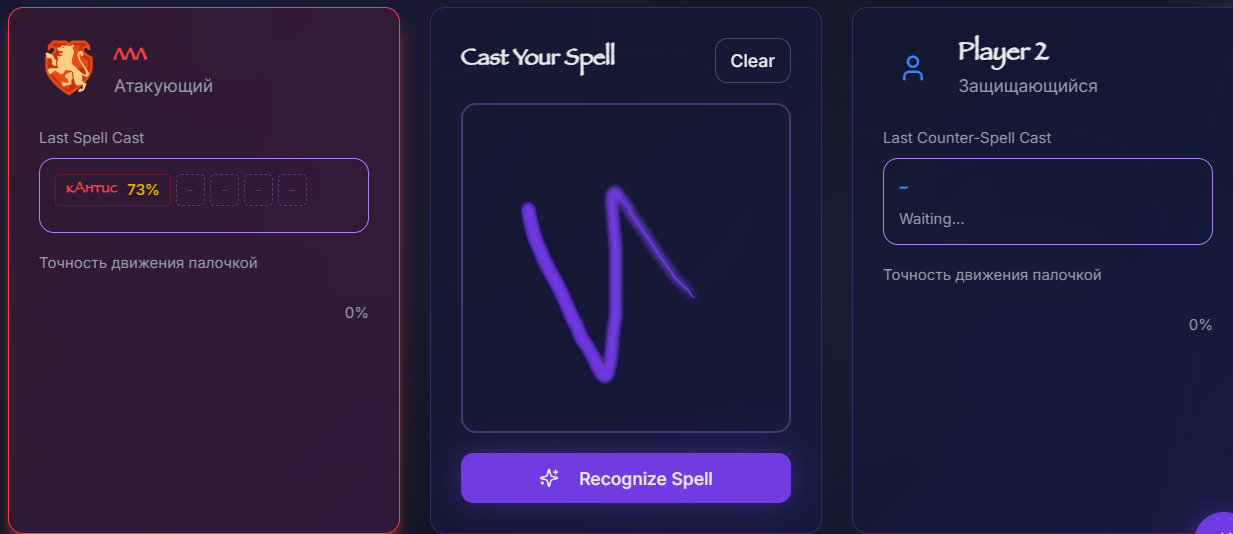 ллл
Атакующий
Last Spell Cast
кАнтис 73% - - - -
Точность движения палочкой
0%
Cast Your Spell
Clear
Recognize Spell
Player 2
Защищающийся
Last Counter-Spell Cast
–
Waiting...
Точность движения палочкой
0%